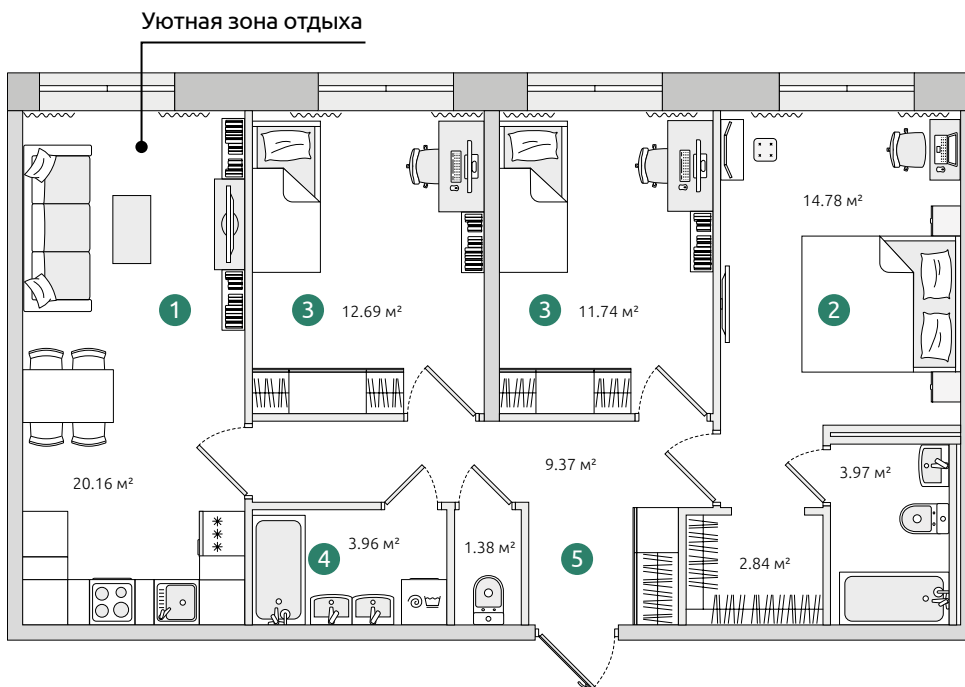 Уютная зона отдыха
14.78 м²
1
3
12.69 м²
3
11.74 м²
2
20.16 м²
9.37 м²
3.97 м²
4
3.96 м²
1.38 м²
5
2.84 м²